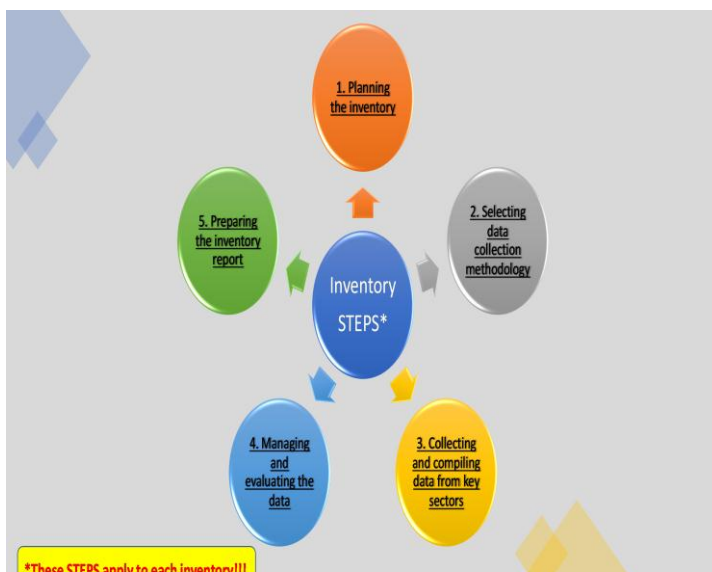 1. Planning
the inventory
2. Selecting
data
collection
methodology
3. Collecting
and compiling
data from key
sectors
4. Managing
and
evaluating the
data
5. Preparing
the inventory
report
Inventory
STEPS*
*These STEPS apply to each inventory!!!